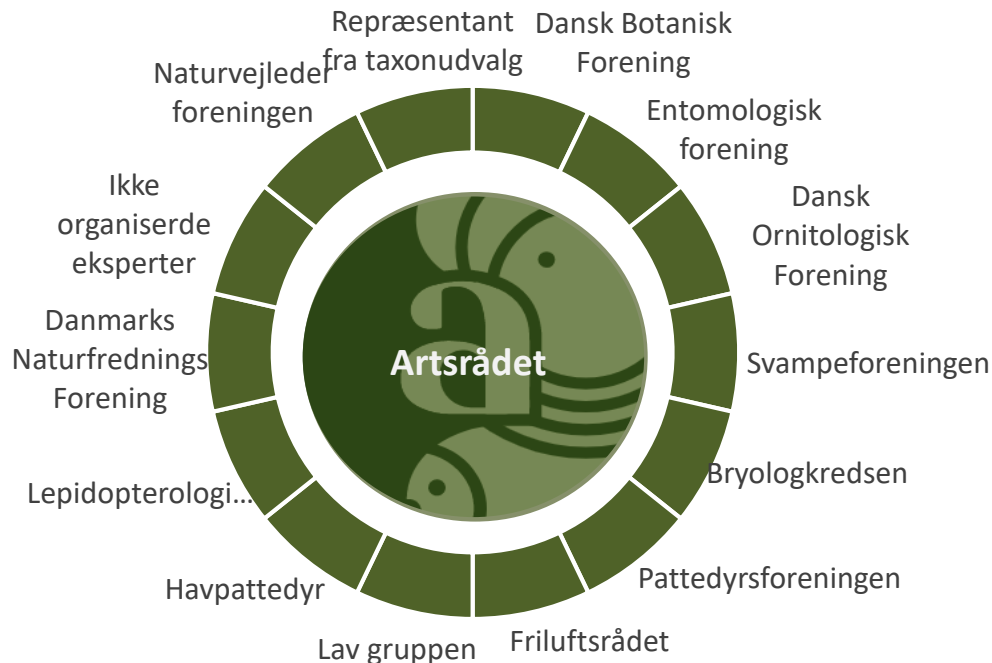 Repræsentant
fra taxonudvalg
Dansk Botanisk
Forening
Entomologisk
forening
Dansk
Ornitologisk
Forening
Svampeforeningen
Bryologkredsen
Pattedyrsforeningen
Friluftsrådet
Lav gruppen
Havpattedyr
Lepidopterologi...
Danmarks
Naturfrednings
Forening
Ikke
organiserde
eksperter
Naturvejleder
foreningen
a
Artsrådet